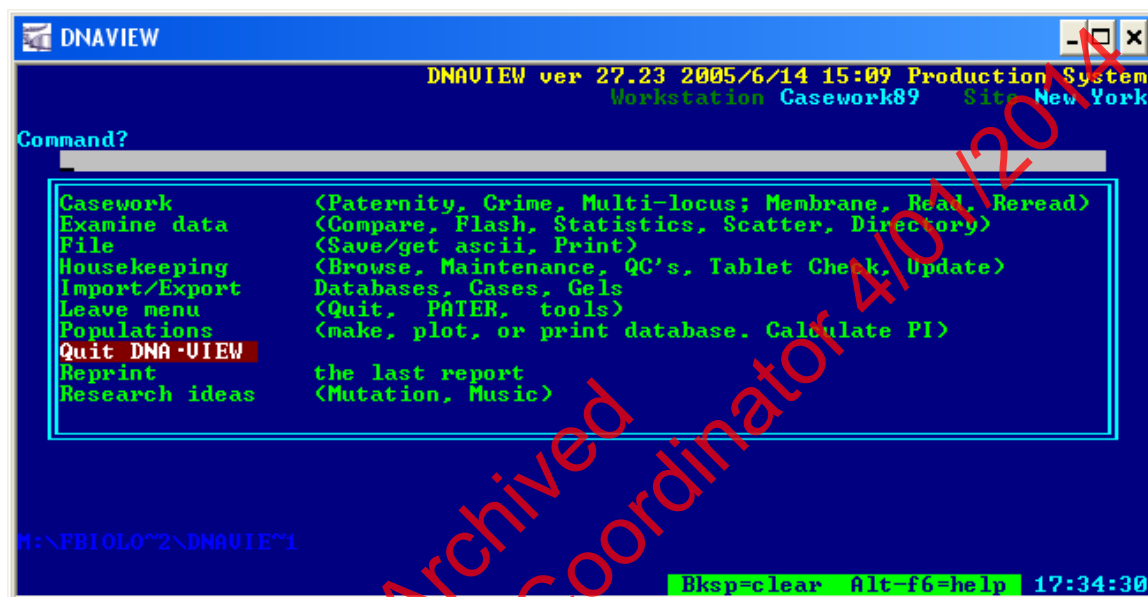 DNAVIEW
DNAVIEW ver 27.23 2005/6/14 15:09 Production System
Workstation Casework89 Site New York
Command?
Casework (Paternity, Crime, Multi-locus; Membrane, Read, Reread)
Examine data (Compare, Flash, Statistics, Scatter, Directory)
File (Save/get ascii, Print)
Housekeeping (Browse, Maintenance, QC's, Tablet Check, Update)
Import/Export Databases, Cases, Gels
Leave menu (Quit, PATER, tools)
Populations (make, plot, or print database. Calculate PI)
Quit DNA·VIEW
Reprint the last report
Research ideas (Mutation, Music)
M:\FBIOLO~2\DNAVIE~1
Bksp=clear Alt-f6=help 17:34:30
Archived
Coordinator 4/01/2014